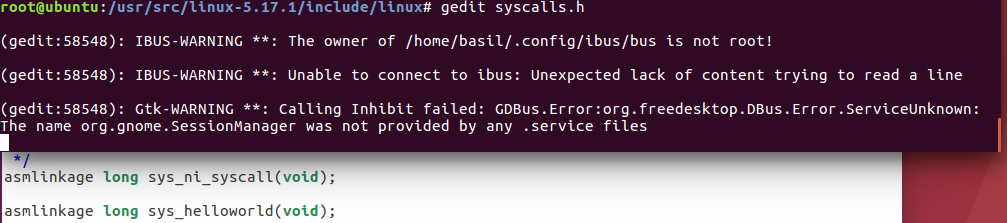 root@ubuntu:/usr/src/linux-5.17.1/include/linux# gedit syscalls.h
(gedit:58548): IBUS-WARNING **: The owner of /home/basil/.config/ibus/bus is not root!
(gedit:58548): IBUS-WARNING **: Unable to connect to ibus: Unexpected lack of content trying to read a line
(gedit:58548): Gtk-WARNING **: Calling Inhibit failed: GDBus.Error:org.freedesktop.DBus.Error.ServiceUnknown:
The name org.gnome.SessionManager was not provided by any .service files
*/
asmlinkage long sys_ni_syscall(void);
asmlinkage long sys_helloworld(void);